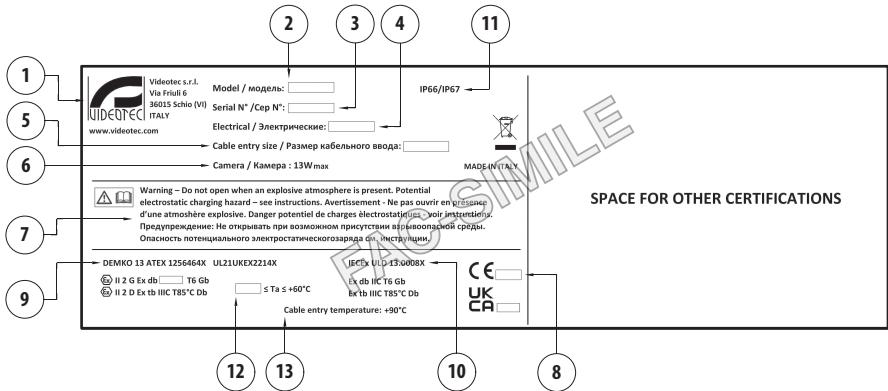 2
3
4
11
1
VIDEOTEC
Videotec s.r.l.
Via Friuli 6
36015 Schio (VI)
ITALY
www.videotec.com
Model / модель:
IP66/IP67
Serial N° /Сер N°:
5
Electrical / Электрические:
Cable entry size / Размер кабельного ввода:
6
Camera / Камера : 13Wmax
MADE IN ITALY
7
Warning – Do not open when an explosive atmosphere is present. Potential
electrostatic charging hazard – see instructions. Avertissement - Ne pas ouvrir en présence
d'une atmoshère explosive. Danger potentiel de charges èlectrostatiques - voir instructions.
Предупреждение: Не открывать при возможном присутствии взрывоопасной среды.
Опасность потенциального электростатическогозаряда см. инструкции.
FAC-SIMILE
SPACE FOR OTHER CERTIFICATIONS
9
DEMKO 13 ATEX 1256464X UL21UKEX2214X
IECEx ULD 13.0008X
Ex II 2 G Ex db T6 Gb
Ex II 2 D Ex tb IIIC T85°C Db
≤ Ta ≤ +60°C
Ex db IIC T6 Gb
Ex tb IIIC T85°C Db
CE
UK
CA
Cable entry temperature: +90°C
12
13
10
8